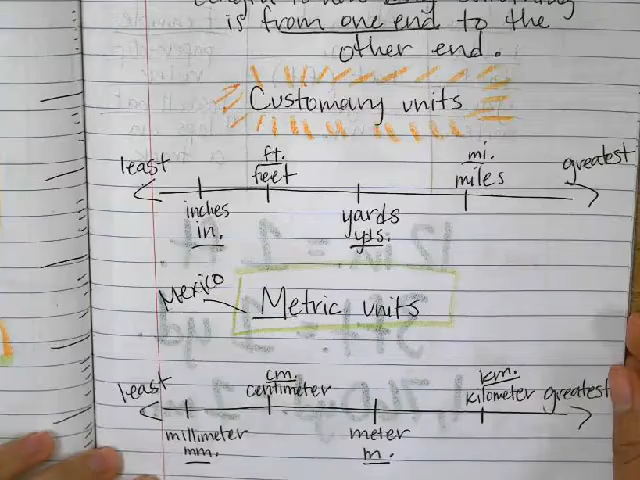 is from one end to the
other end.
Customary units
least
ft.
feet
mi.
miles
greatest
inches
in.
yards
yds.
Mexico
Metric units
least
cm.
centimeter
km.
kilometer
greatest
millimeter
mm.
meter
m.